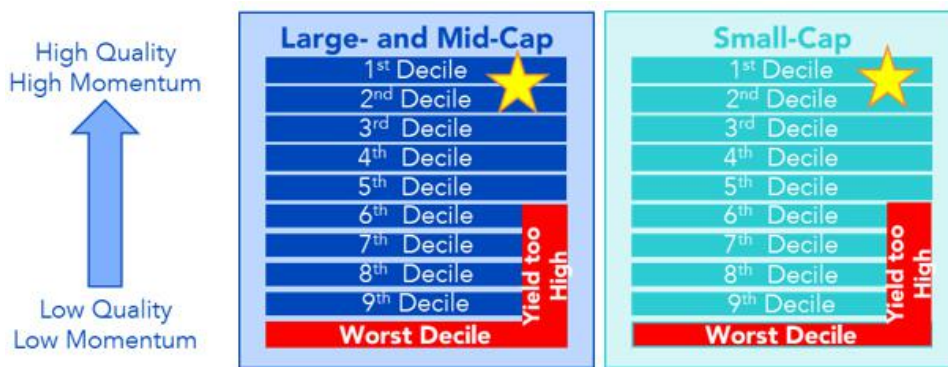 High Quality
High Momentum
Low Quality
Low Momentum
Large- and Mid-Cap
1st Decile
2nd Decile
3rd Decile
4th Decile
5th Decile
6th Decile
7th Decile
8th Decile
9th Decile
Worst Decile
Yield too
High
Small-Cap
1st Decile
2nd Decile
3rd Decile
4th Decile
5th Decile
6th Decile
7th Decile
8th Decile
9th Decile
Worst Decile
Yield too
High